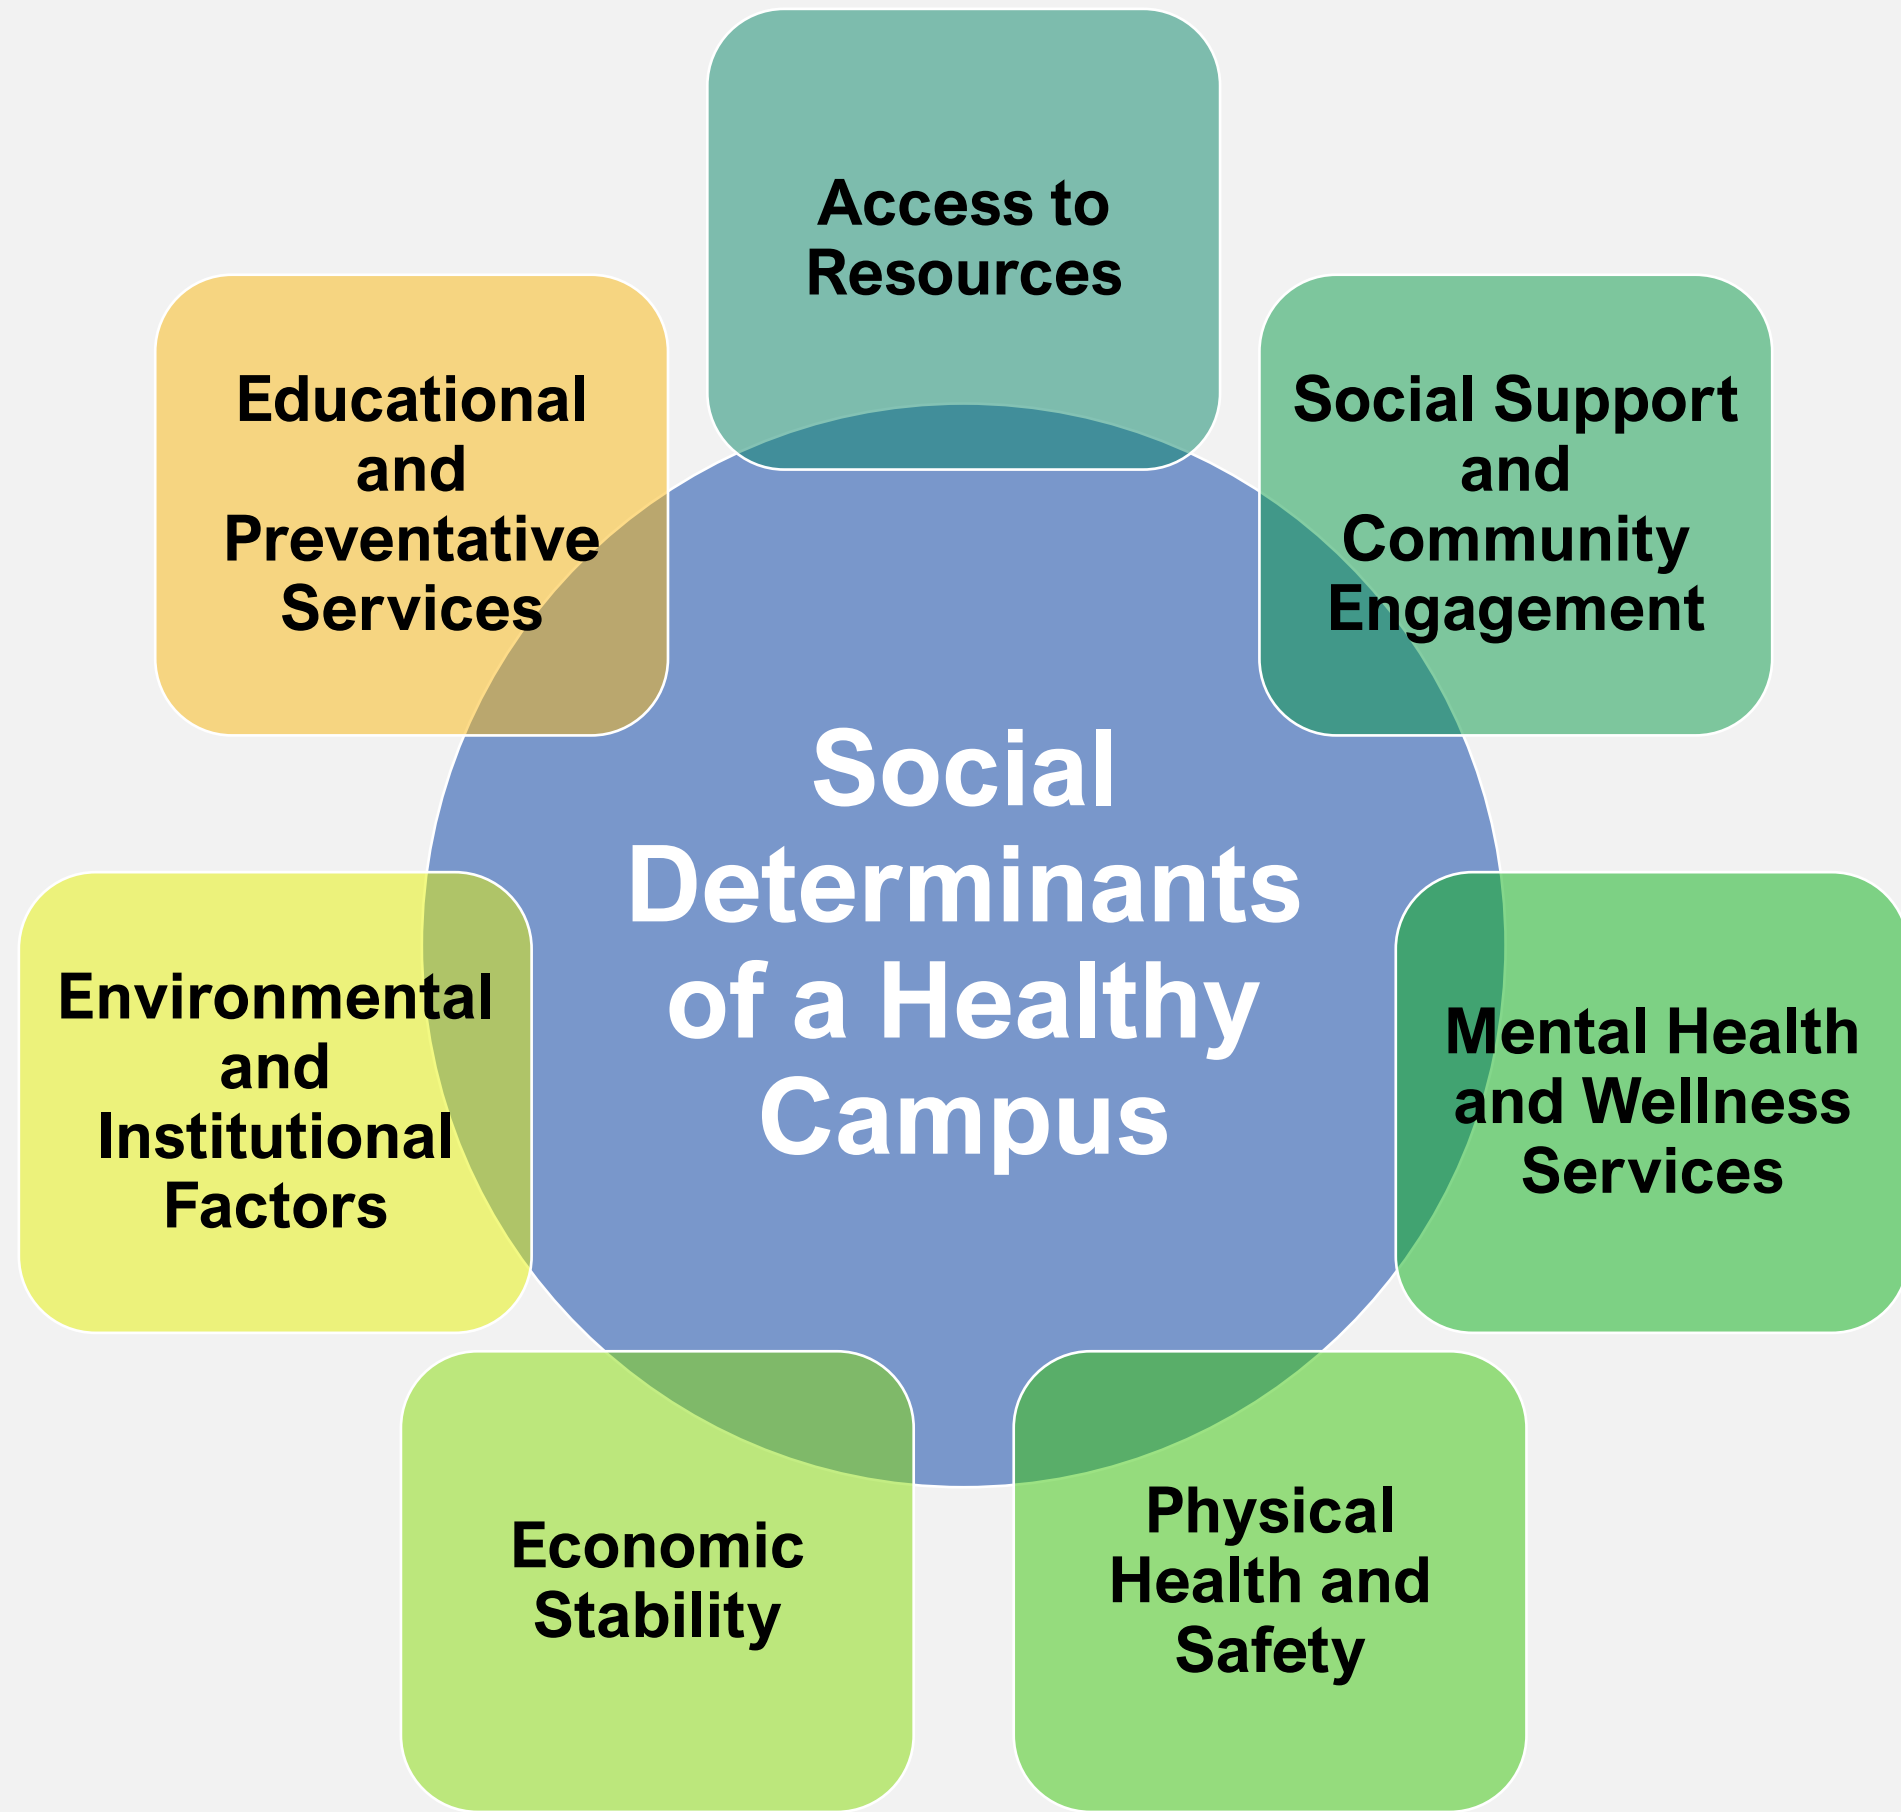 Access to
Resources
Social Support
and
Community
Engagement
Mental Health
and Wellness
Services
Physical
Health and
Safety
Economic
Stability
Environmental
and
Institutional
Factors
Educational
and
Preventative
Services
Social
Determinants
of a Healthy
Campus